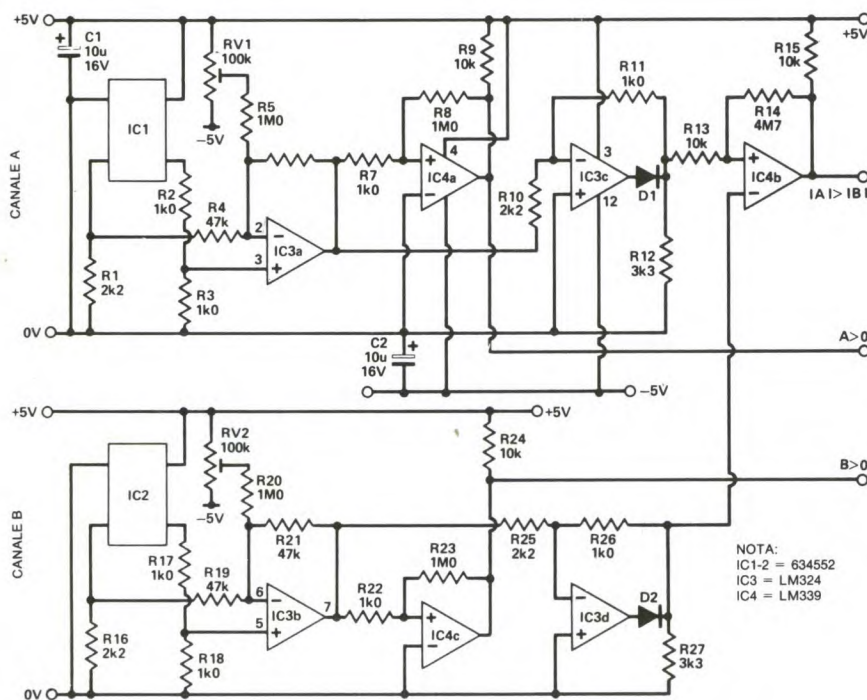 +5V
C1
10u
16V
RV1
100k
R5
1M0
-5V
R9
10k
R8
1M0
4
R11
1k0
R15
10k
+5V
R14
4M7
IC1
CANALE A
R2
1k0
R4
47k
2
3
IC3a
R7
1k0
IC4a
R10
2k2
3
IC3c
12
D1
R13
10k
IC4b
|A|>|B|
R1
2k2
R3
1k0
R12
3k3
0V
C2
10u
16V
A>0
-5V
+5V
+5V
RV2
100k
R20
1M0
-5V
R24
10k
B>0
IC2
CANALE B
R17
1k0
R21
47k
R19
47k
6
5
IC3b
7
R22
1k0
R23
1M0
IC4c
R25
2k2
R26
1k0
IC3d
D2
R16
2k2
R18
1k0
R27
3k3
0V
NOTA:
IC1-2 = 634552
IC3 = LM324
IC4 = LM339